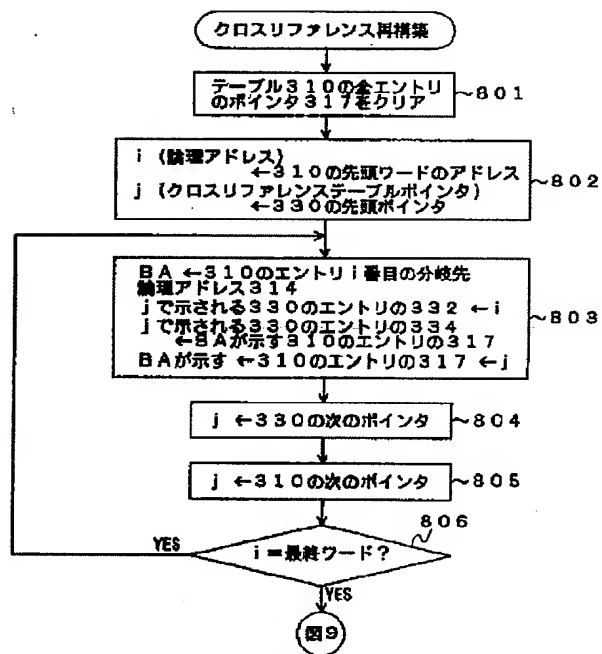 クロスリファレンス再構築
テーブル310の全エントリ
のポインタ317をクリア
801
i (論理アドレス)
←310の先頭ワードのアドレス
j (クロスリファレンステーブルポインタ)
←330の先頭ポインタ
802
BA ←310のエントリi番目の分岐先
論理アドレス314
jで示される330のエントリの332 ←i
jで示される330のエントリの334
←BAが示す310のエントリの317
BAが示す ←310のエントリの317 ←j
803
j ←330の次のポインタ
804
j ←310の次のポインタ
805
806
YES
i=最終ワード?
YES
図9